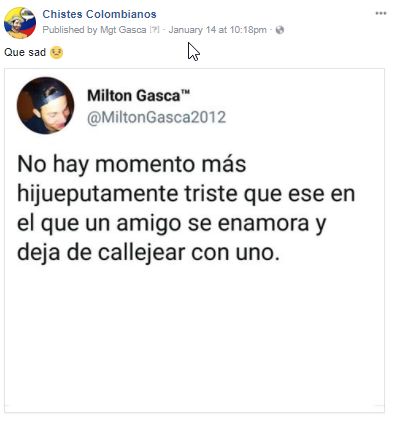 Chistes Colombianos
Published by Mgt Gasca [?] · January 14 at 10:18pm ·
Que sad 😟
Milton Gasca™
@MiltonGasca2012
No hay momento más
hijueputamente triste que ese en
el que un amigo se enamora y
deja de callejear con uno.